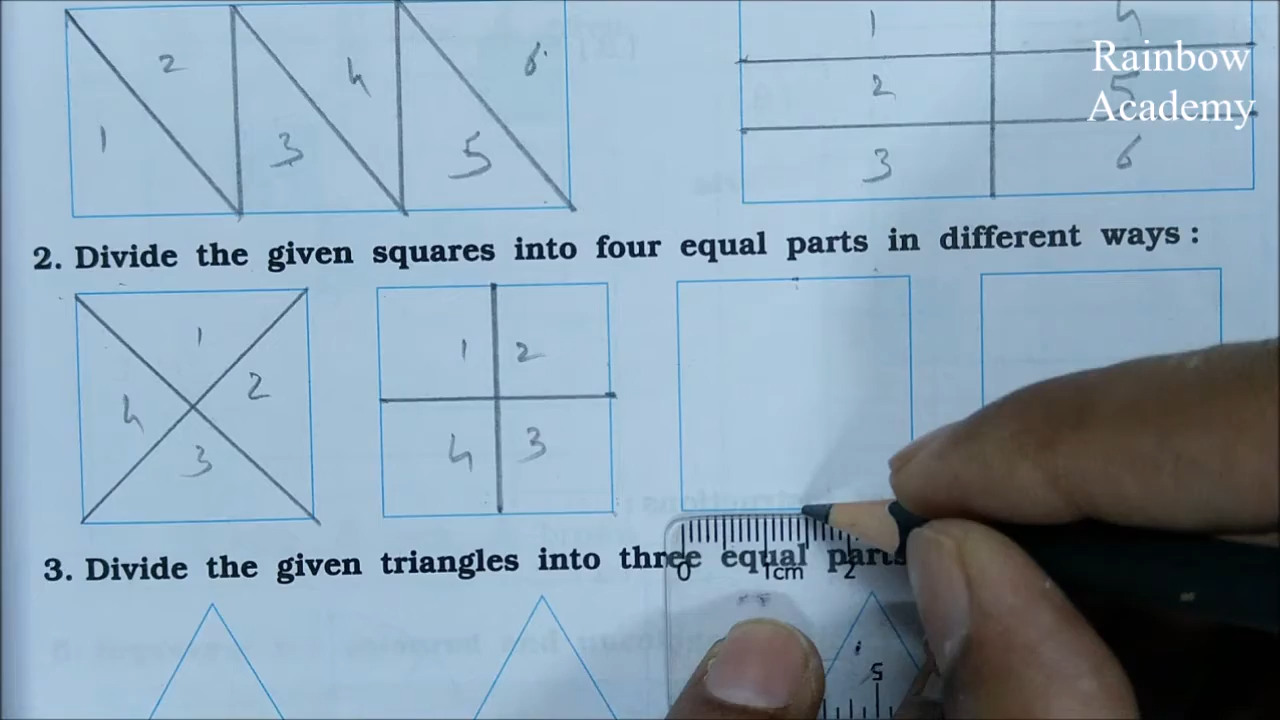 2 4 6
1 3 5
1 4
2 5
3 6
Rainbow
Academy
2. Divide the given squares into four equal parts in different ways :
1
4 2
3
1 2
4 3
3. Divide the given triangles into three equal parts
0 1cm 2
5